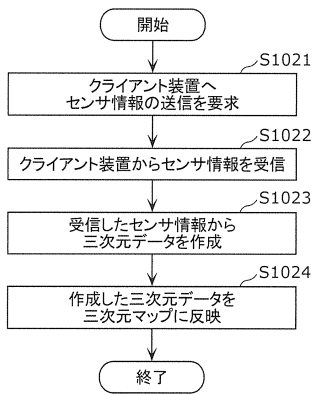 開始
S1021
クライアント装置へ
センサ情報の送信を要求
S1022
クライアント装置からセンサ情報を受信
S1023
受信したセンサ情報から
三次元データを作成
S1024
作成した三次元データを
三次元マップに反映
終了